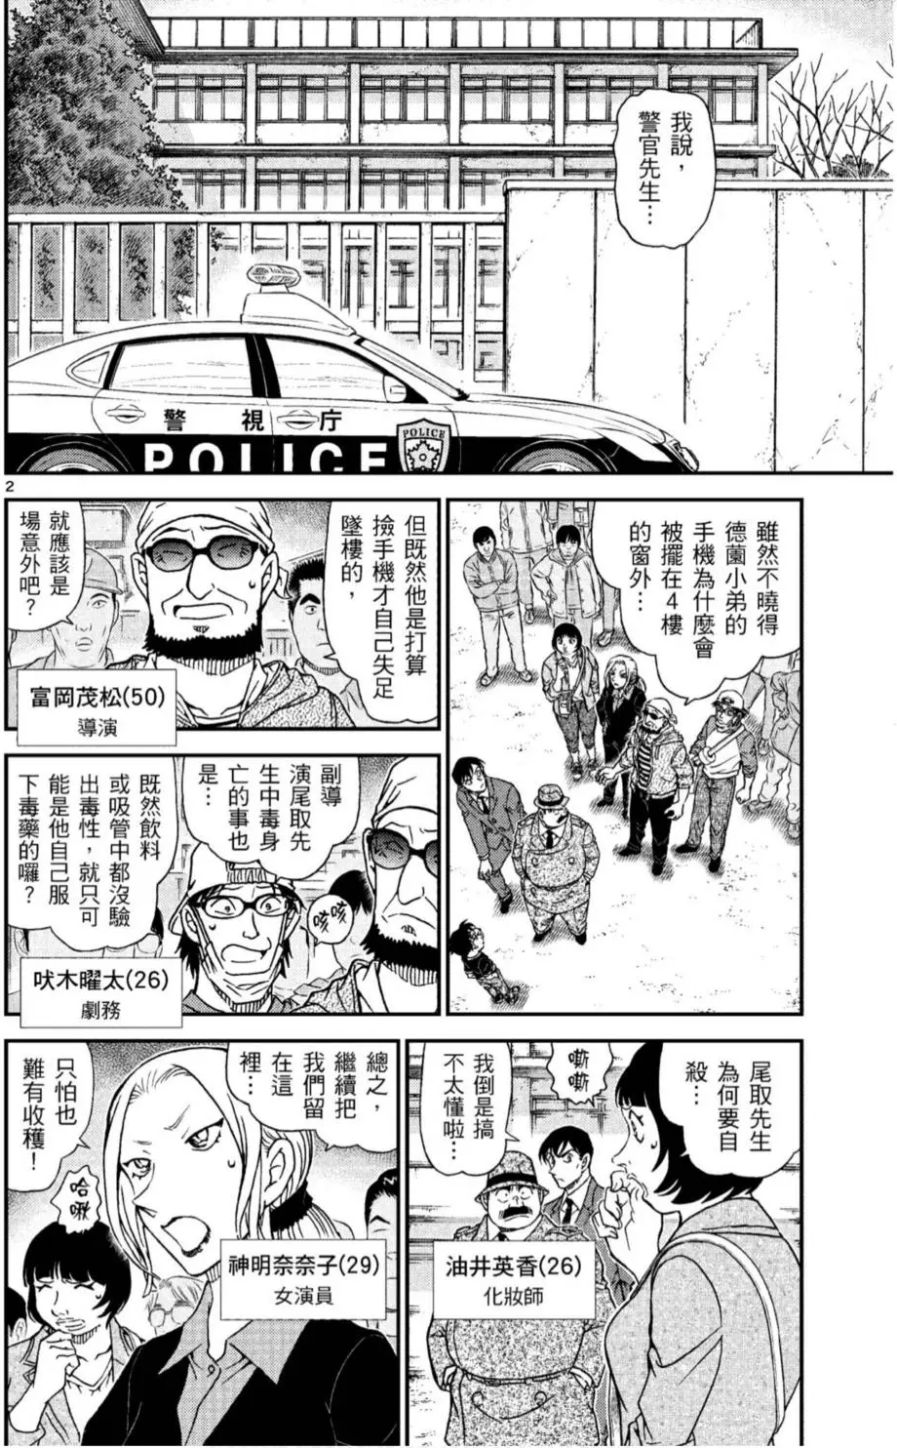 我說，
警官先生…
警視庁
POLICE
POLICE
2
雖然不曉得
德菌小弟的
手機為什麼會
被擺在4樓
的窗外…
但既然他是打算
撿手機才自己失足
墜樓的，
就應該是
場意外吧？
富岡茂松(50)
導演
副導
演尾取先
生中毒身
亡的事也
是…
咳咳
既然飲料
或吸管中都沒驗
出毒性，就只可
能是他自己服
下毒藥的囉？
吠木曜太(26)
劇務
尾取先生
為何要自
殺…
嘶嘶
我倒是搞
不太懂啦…
油井英香(26)
化妝師
總之，
繼續把
我們留
在這
裡…
只怕也
難有收穫！
哈啾
神明奈奈子(29)
女演員